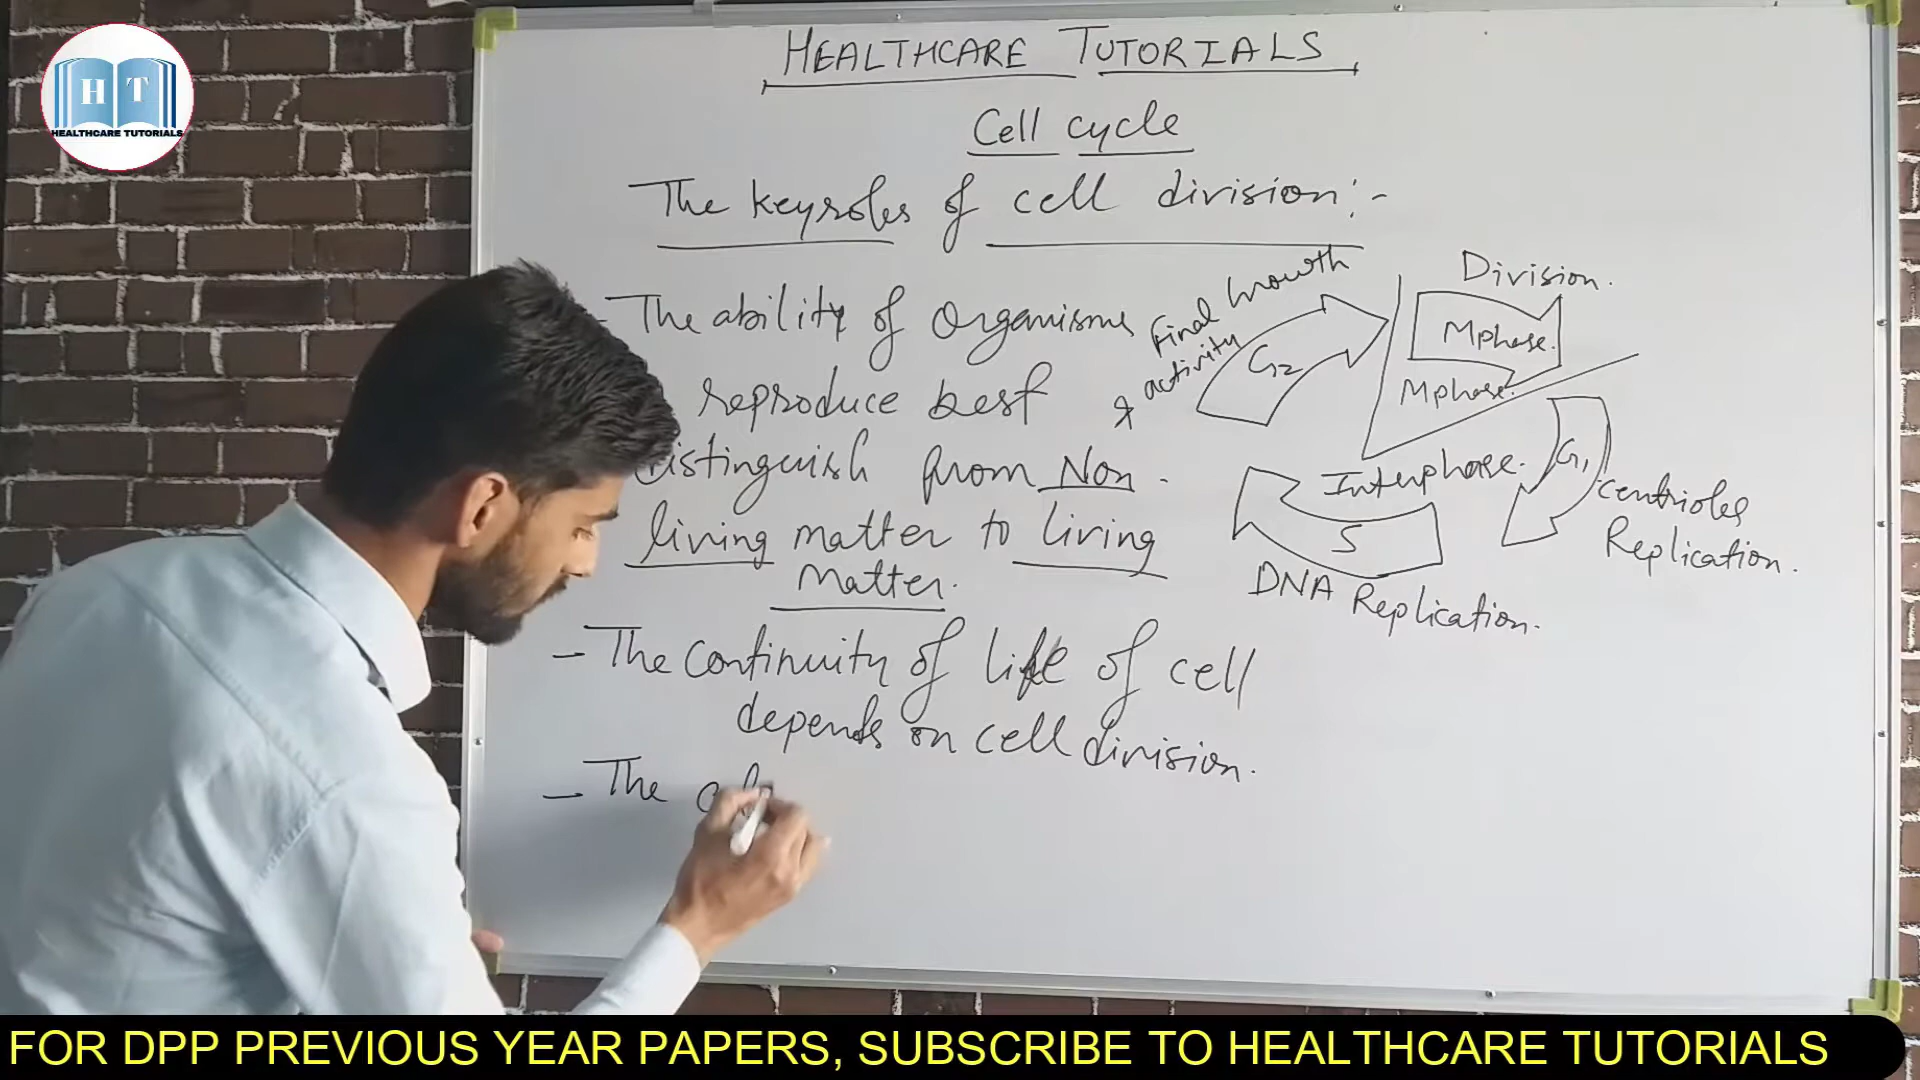 H T
HEALTHCARE TUTORIALS
HEALTHCARE TUTORIALS
Cell cycle
The keyroles of cell division:-
- The ability of organisms
reproduce best
distinguish from Non-
living matter to living
matter.
- The continuity of life of cell
depends on cell division.
- The
Final Growth
& activity
G2
Division.
Mphase.
Mphase.
Interphase.
G1
Centrioles
Replication.
S
DNA Replication.
FOR DPP PREVIOUS YEAR PAPERS, SUBSCRIBE TO HEALTHCARE TUTORIALS